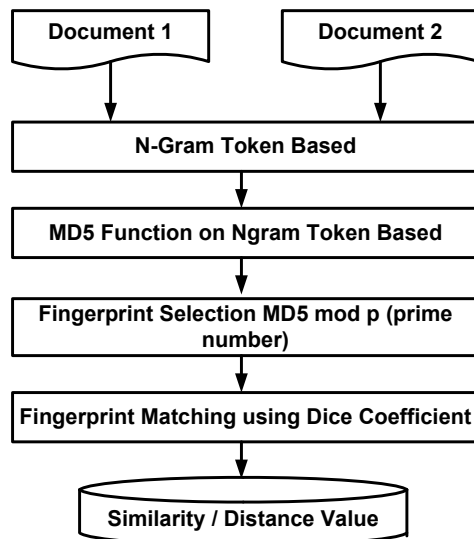 Document 1
Document 2
N-Gram Token Based
MD5 Function on Ngram Token Based
Fingerprint Selection MD5 mod p (prime
number)
Fingerprint Matching using Dice Coefficient
Similarity / Distance Value